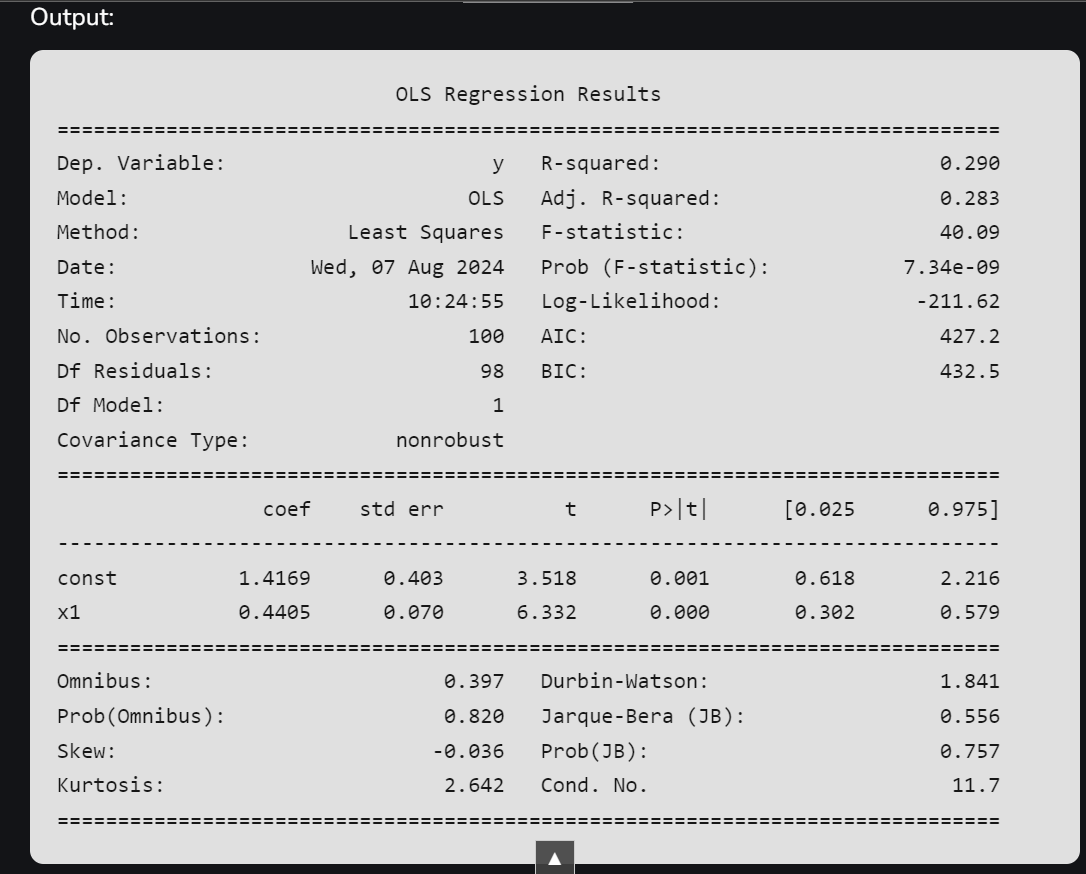 Output:
OLS Regression Results
==============================================================================
Dep. Variable:                      y   R-squared:                       0.290
Model:                            OLS   Adj. R-squared:                  0.283
Method:                 Least Squares   F-statistic:                     40.09
Date:                Wed, 07 Aug 2024   Prob (F-statistic):           7.34e-09
Time:                        10:24:55   Log-Likelihood:                -211.62
No. Observations:                 100   AIC:                             427.2
Df Residuals:                      98   BIC:                             432.5
Df Model:                           1
Covariance Type:            nonrobust
==============================================================================
                 coef    std err          t      P>|t|      [0.025      0.975]
------------------------------------------------------------------------------
const          1.4169      0.403      3.518      0.001       0.618       2.216
x1             0.4405      0.070      6.332      0.000       0.302       0.579
==============================================================================
Omnibus:                        0.397   Durbin-Watson:                   1.841
Prob(Omnibus):                  0.820   Jarque-Bera (JB):                0.556
Skew:                          -0.036   Prob(JB):                        0.757
Kurtosis:                       2.642   Cond. No.                         11.7
==============================================================================